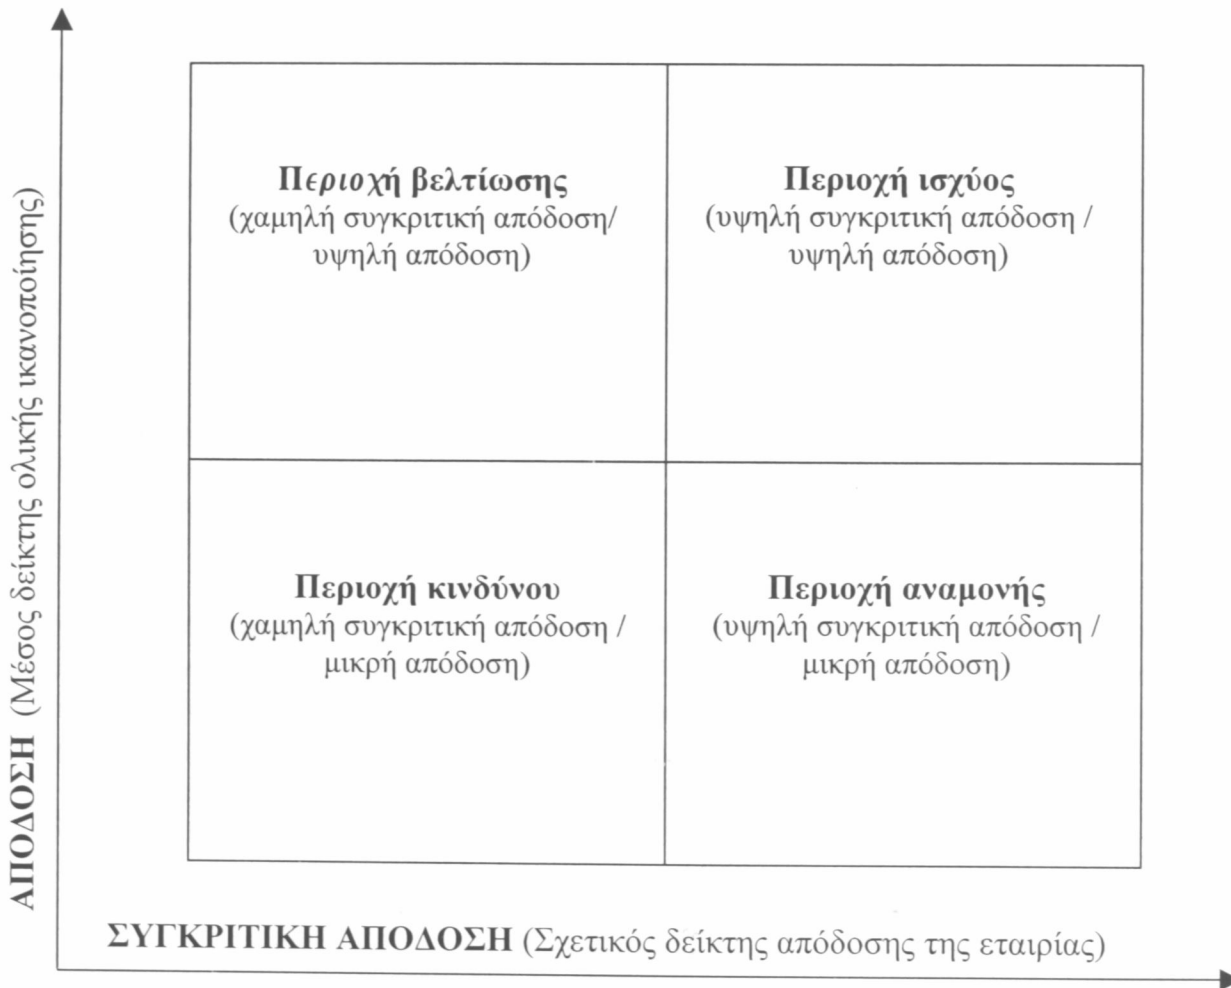 Περιοχή βελτίωσης
(χαμηλή συγκριτική απόδοση/
υψηλή απόδοση)
Περιοχή ισχύος
(υψηλή συγκριτική απόδοση /
υψηλή απόδοση)
Περιοχή κινδύνου
(χαμηλή συγκριτική απόδοση /
μικρή απόδοση)
Περιοχή αναμονής
(υψηλή συγκριτική απόδοση /
μικρή απόδοση)
ΑΠΟΔΟΣΗ (Μέσος δείκτης ολικής ικανοποίησης)
ΣΥΓΚΡΙΤΙΚΗ ΑΠΟΔΟΣΗ (Σχετικός δείκτης απόδοσης της εταιρίας)